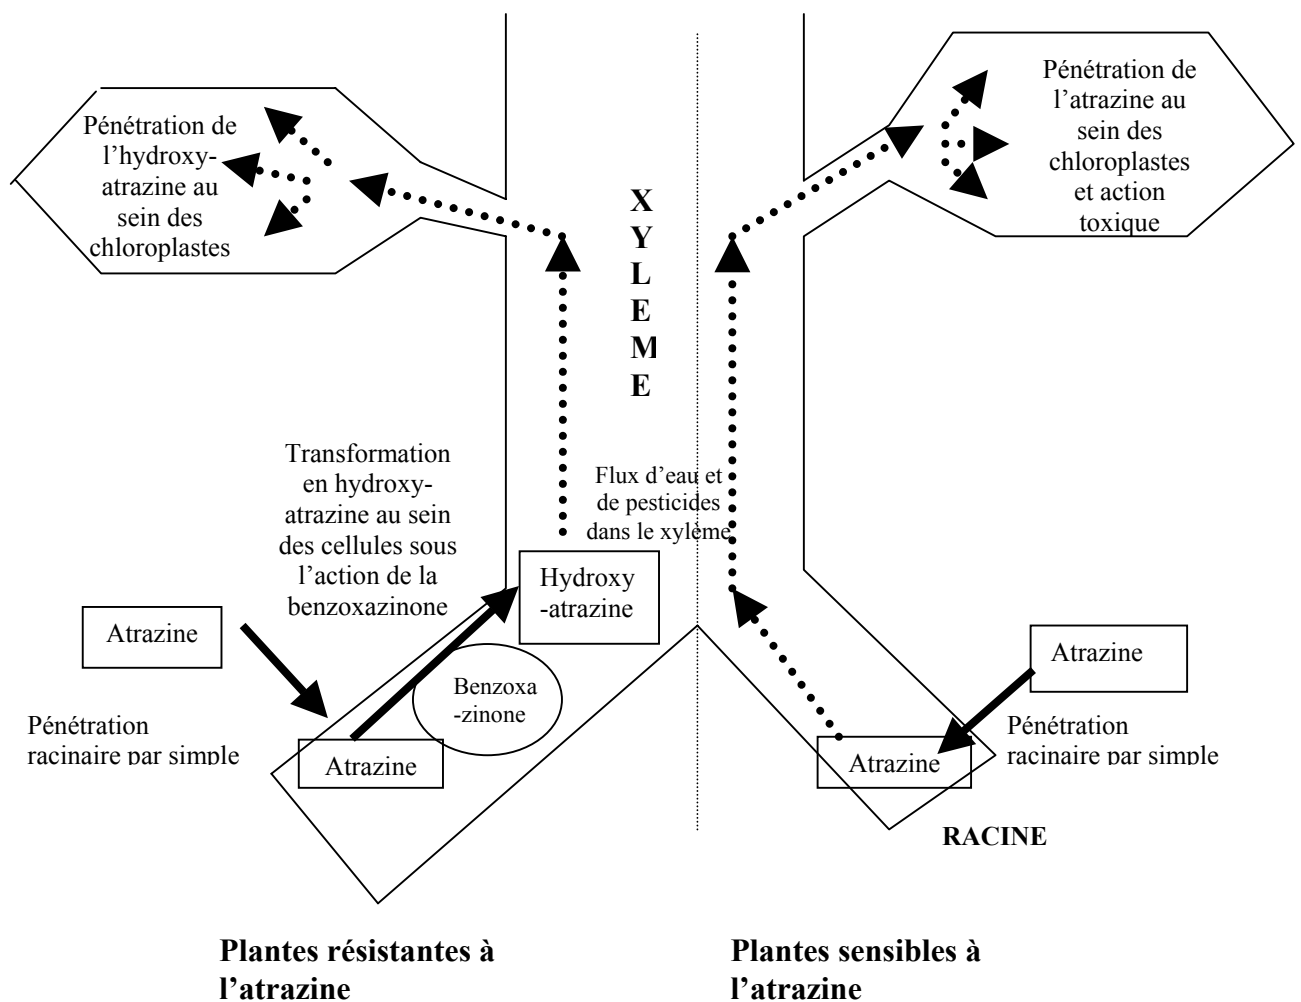 Pénétration de
l'hydroxy-
atrazine au
sein des
chloroplastes
Pénétration de
l'atrazine au
sein des
chloroplastes
et action
toxique
X
Y
L
E
M
E
Transformation
en hydroxy-
atrazine au sein
des cellules sous
l'action de la
benzoxazinone
Flux d'eau et
de pesticides
dans le xylème
Hydroxy
-atrazine
Atrazine
Benzoxa
-zinone
Pénétration
racinaire par simple
Atrazine
Atrazine
Pénétration
racinaire par simple
Atrazine
RACINE
Plantes résistantes à
l'atrazine
Plantes sensibles à
l'atrazine